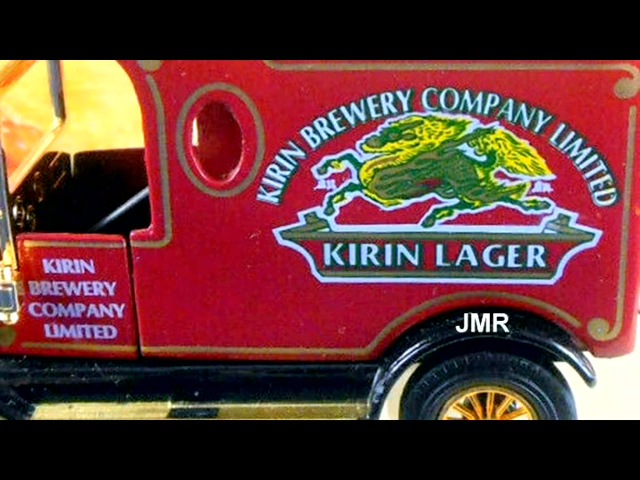 KIRIN BREWERY COMPANY LIMITED
KIRIN LAGER
KIRIN
BREWERY
COMPANY
LIMITED
JMR